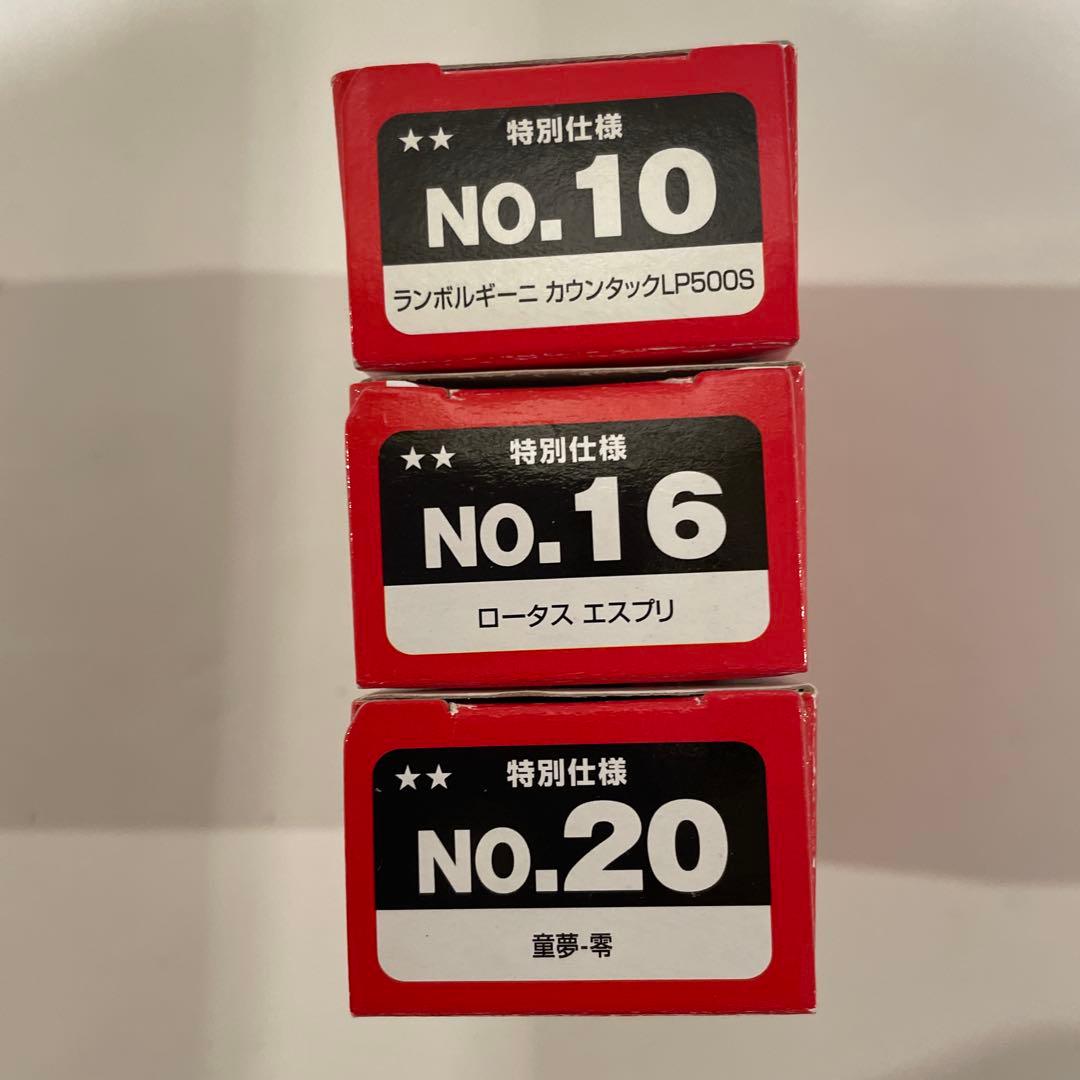 ★★ 特別仕様
NO.10
ランボルギーニ カウンタックLP500S
★★ 特別仕様
NO.16
ロータス エスプリ
★★ 特別仕様
NO.20
童夢-零